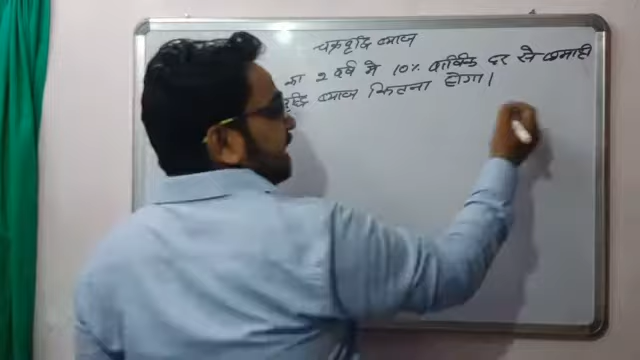 चक्रवृद्धि ब्याज
का 2 वर्ष में 10% वार्षिक दर से छमाही
वृद्धि ब्याज कितना होगा।